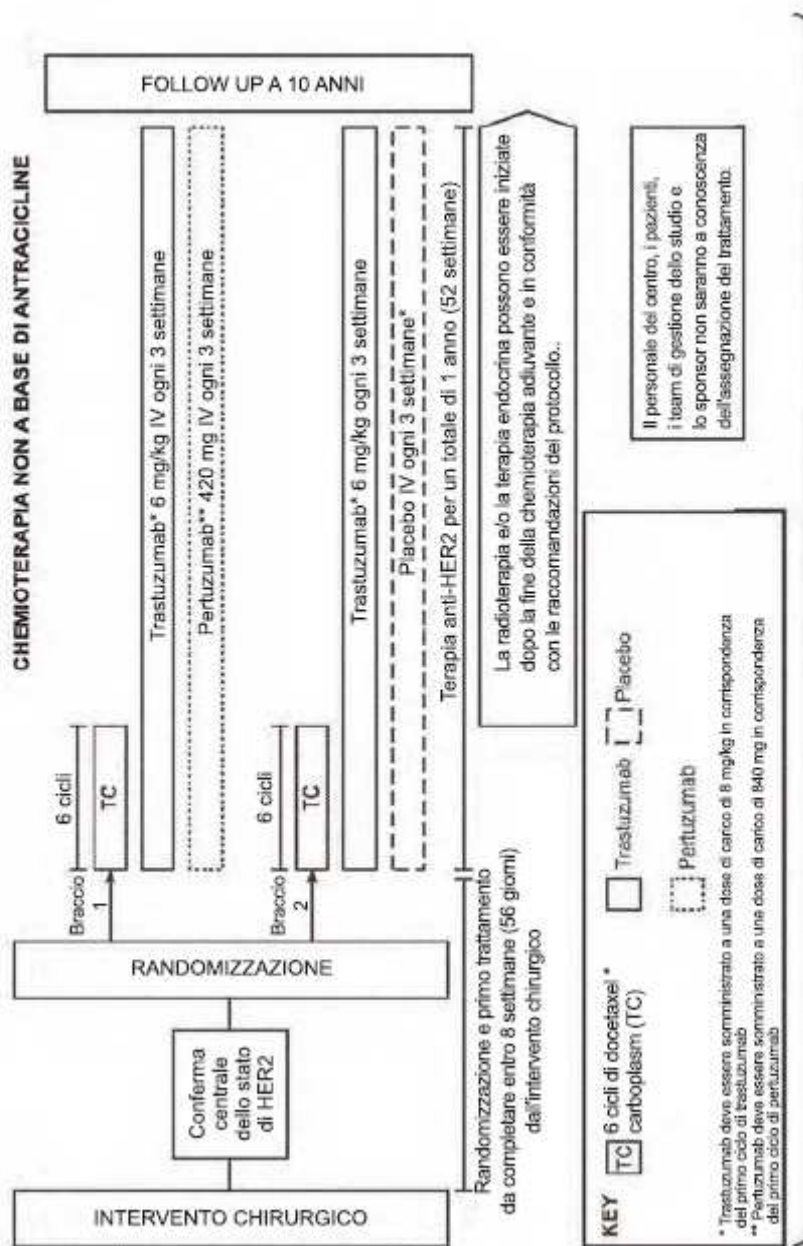 CHEMIOTERAPIA NON A BASE DI ANTRACICLINE
INTERVENTO CHIRURGICO
Conferma
centrale
dello stato
di HER2
RANDOMIZZAZIONE
Braccio
1
6 cicli
TC
Trastuzumab* 6 mg/kg IV ogni 3 settimane
Pertuzumab** 420 mg IV ogni 3 settimane
Braccio
2
6 cicli
TC
Trastuzumab* 6 mg/kg ogni 3 settimane
Placebo IV ogni 3 settimane*
FOLLOW UP A 10 ANNI
Randomizzazione e primo trattamento
da completare entro 8 settimane (56 giorni)
dall'intervento chirurgico
Terapia anti-HER2 per un totale di 1 anno (52 settimane)
La radioterapia e/o la terapia endocrina possono essere iniziate
dopo la fine della chemioterapia adiuvante e in conformità
con le raccomandazioni del protocollo..
KEY
TC
6 cicli di docetaxel *
carboplasm (TC)
Trastuzumab
Placebo
Pertuzumab
* Trastuzumab deve essere somministrato a una dose di carico di 8 mg/kg in corrispondenza
del primo ciclo di trastuzumab
** Pertuzumab deve essere somministrato a una dose di carico di 840 mg in corrispondenza
del primo ciclo di pertuzumab
Il personale del centro, i pazienti,
i team di gestione dello studio e
lo sponsor non saranno a conoscenza
dell'assegnazione del trattamento.